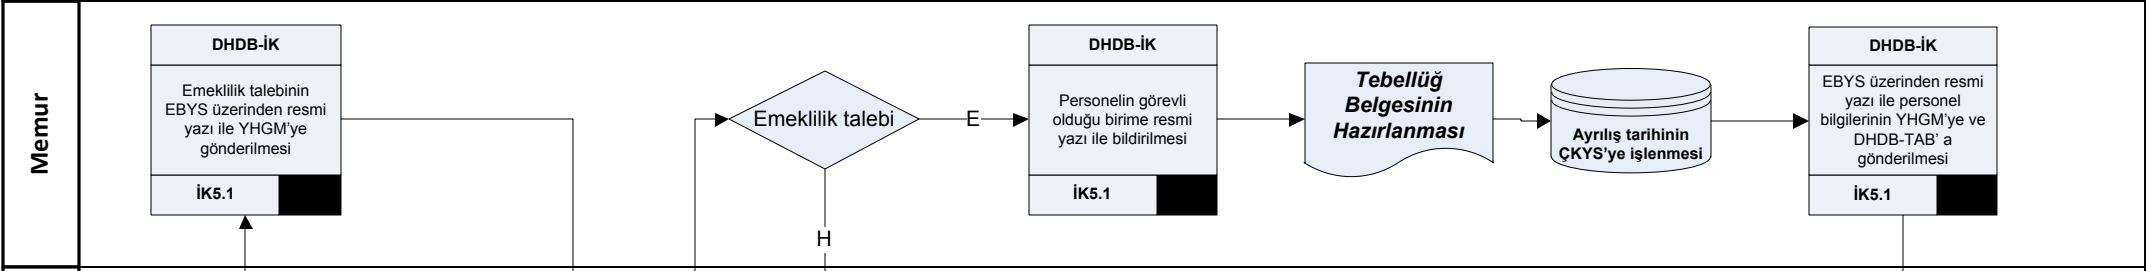 Memur
DHDB-İK
Emeklilik talebinin
EBYS üzerinden resmi
yazı ile YHGM'ye
gönderilmesi
İK5.1
Emeklilik talebi
E
H
DHDB-İK
Personelin görevli
olduğu birime resmi
yazı ile bildirilmesi
İK5.1
Tebellüğ
Belgesinin
Hazırlanması
Ayrılış tarihinin
ÇKYS'ye işlenmesi
DHDB-İK
EBYS üzerinden resmi
yazı ile personel
bilgilerinin YHGM'ye ve
DHDB-TAB' a
gönderilmesi
İK5.1